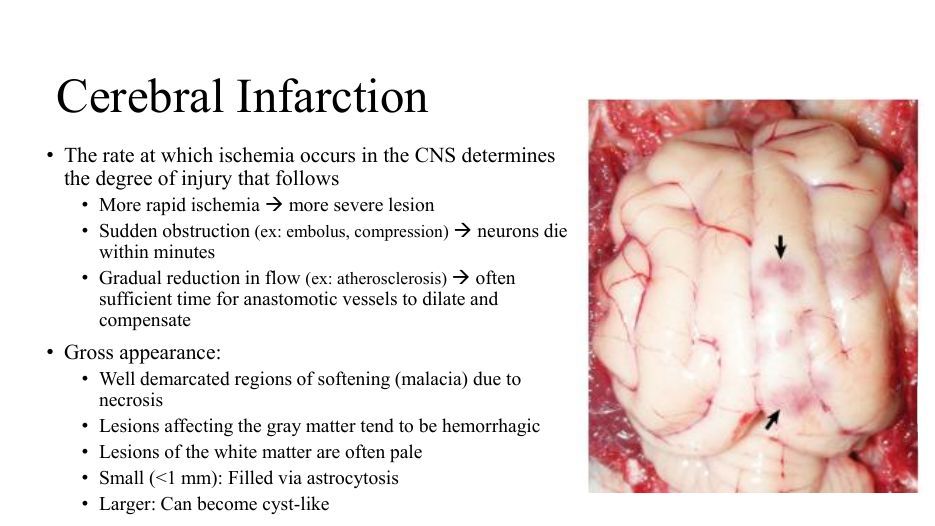 Cerebral Infarction
• The rate at which ischemia occurs in the CNS determines
the degree of injury that follows
• More rapid ischemia → more severe lesion
• Sudden obstruction (ex: embolus, compression) → neurons die
within minutes
• Gradual reduction in flow (ex: atherosclerosis) → often
sufficient time for anastomotic vessels to dilate and
compensate
• Gross appearance:
• Well demarcated regions of softening (malacia) due to
necrosis
• Lesions affecting the gray matter tend to be hemorrhagic
• Lesions of the white matter are often pale
• Small (<1 mm): Filled via astrocytosis
• Larger: Can become cyst-like